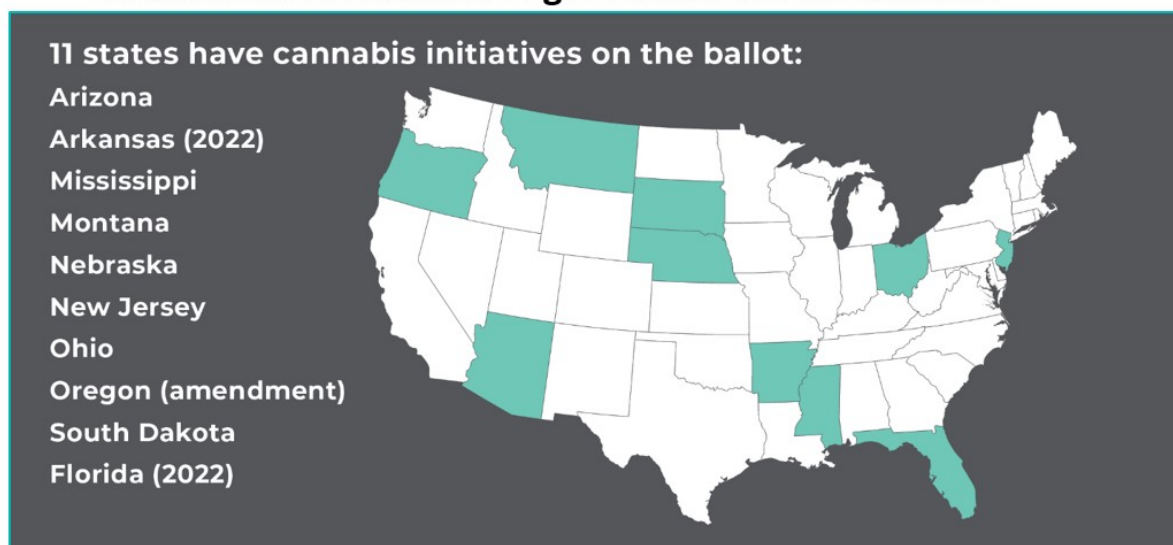 11 states have cannabis initiatives on the ballot:
Arizona
Arkansas (2022)
Mississippi
Montana
Nebraska
New Jersey
Ohio
Oregon (amendment)
South Dakota
Florida (2022)